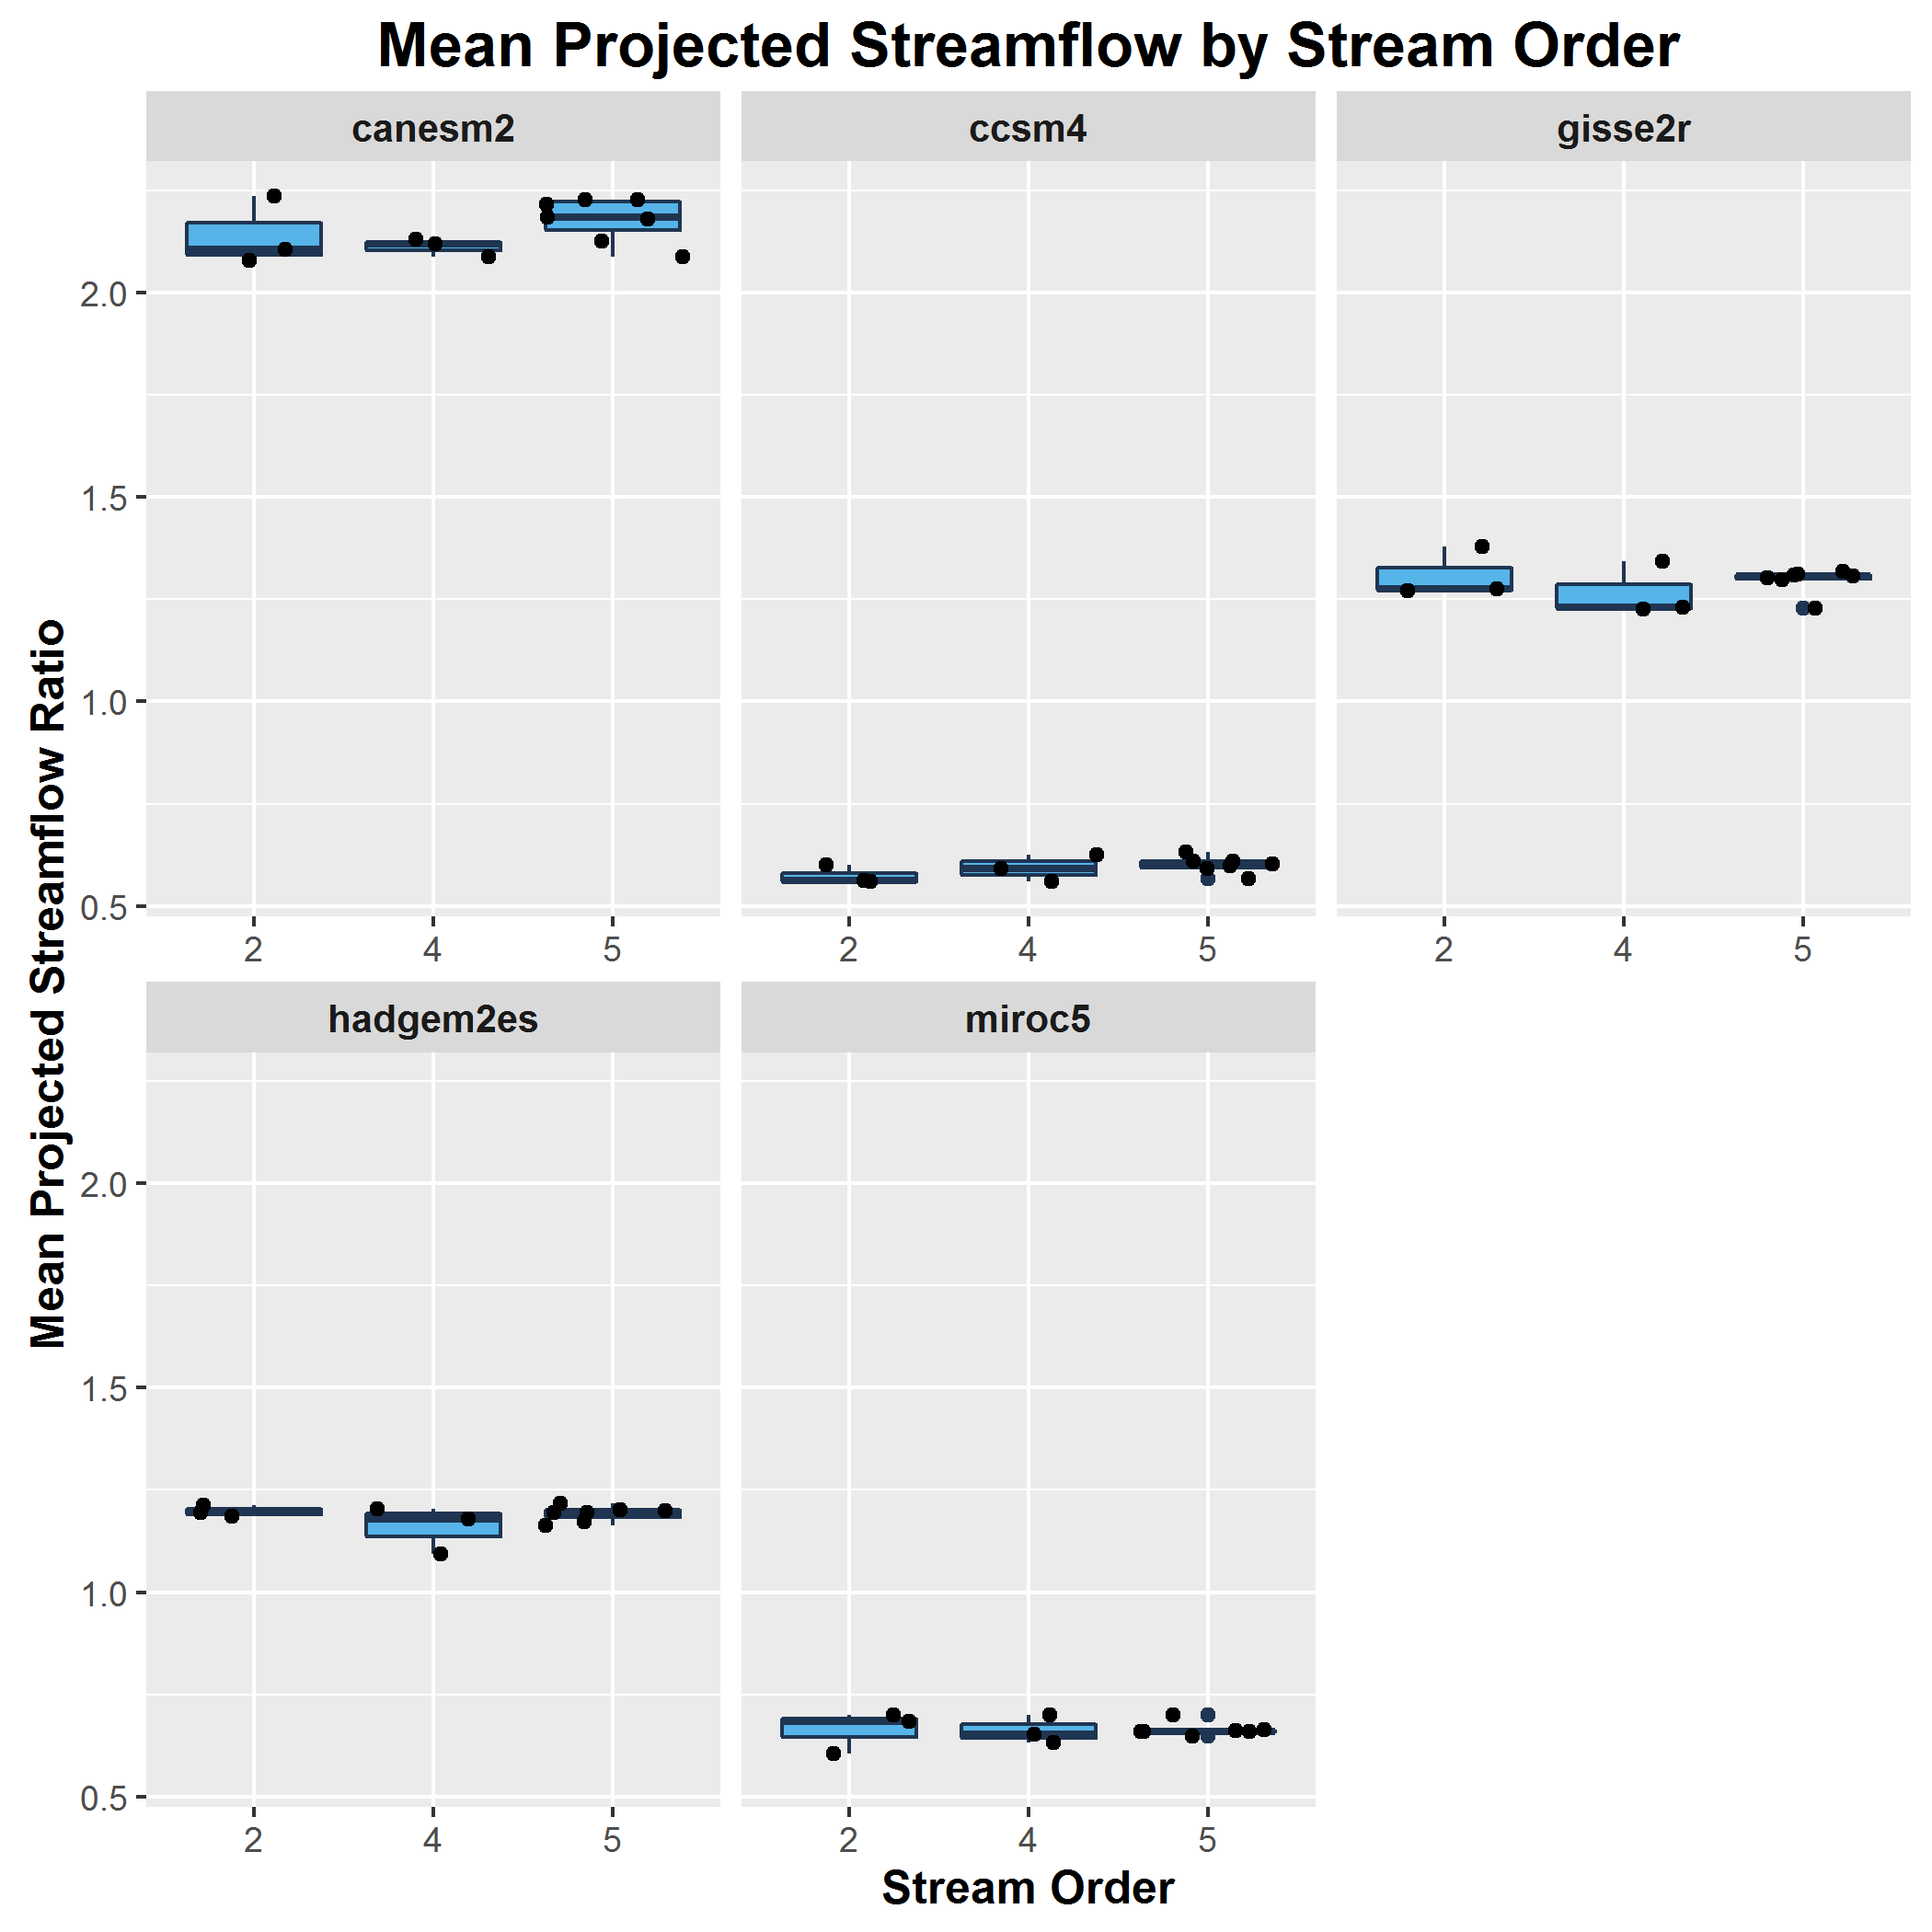 Mean Projected Streamflow by Stream Order
canesm2
ccsm4
gisse2r
Mean Projected Streamflow Ratio
2.0
1.5
1.0
0.5
2 4 5
2 4 5
2 4 5
hadgem2es
miroc5
2.0
1.5
1.0
0.5
2 4 5
2 4 5
Stream Order